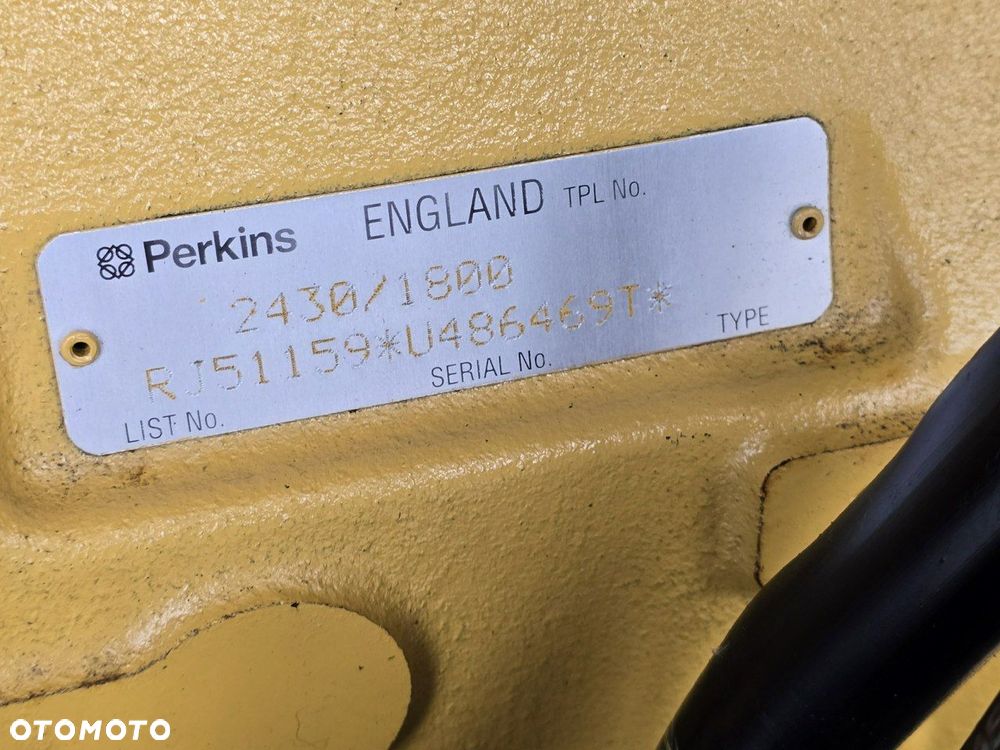 Perkins ENGLAND TPL No.
2430/1800
RJ51159*U486469T*
LIST No. SERIAL No. TYPE
OTOMOTO